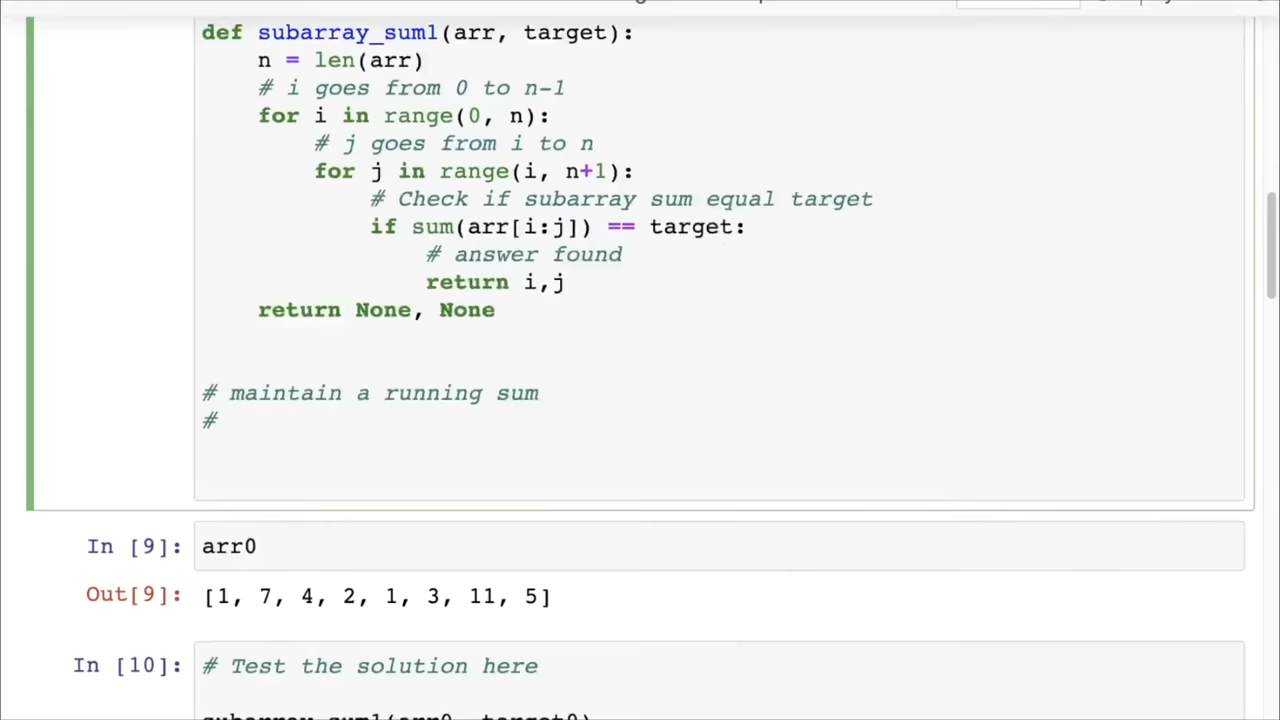 def subarray_sum1(arr, target):
    n = len(arr)
    # i goes from 0 to n-1
    for i in range(0, n):
        # j goes from i to n
        for j in range(i, n+1):
            # Check if subarray sum equal target
            if sum(arr[i:j]) == target:
                # answer found
                return i,j
    return None, None
# maintain a running sum
#
In [9]: arr0
Out[9]: [1, 7, 4, 2, 1, 3, 11, 5]
In [10]: # Test the solution here
subarray_sum1(arr0, target0)